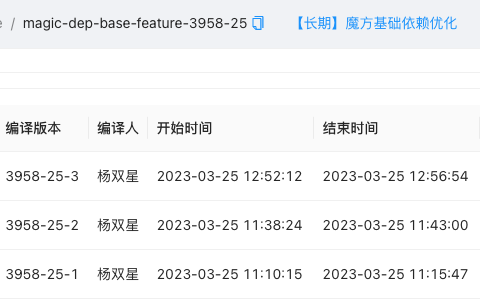 / magic-dep-base-feature-3958-25 【长期】魔方基础依赖优化
编译版本 编译人 开始时间 结束时间
3958-25-3 杨双星 2023-03-25 12:52:12 2023-03-25 12:56:54
3958-25-2 杨双星 2023-03-25 11:38:24 2023-03-25 11:43:00
3958-25-1 杨双星 2023-03-25 11:10:15 2023-03-25 11:15:47